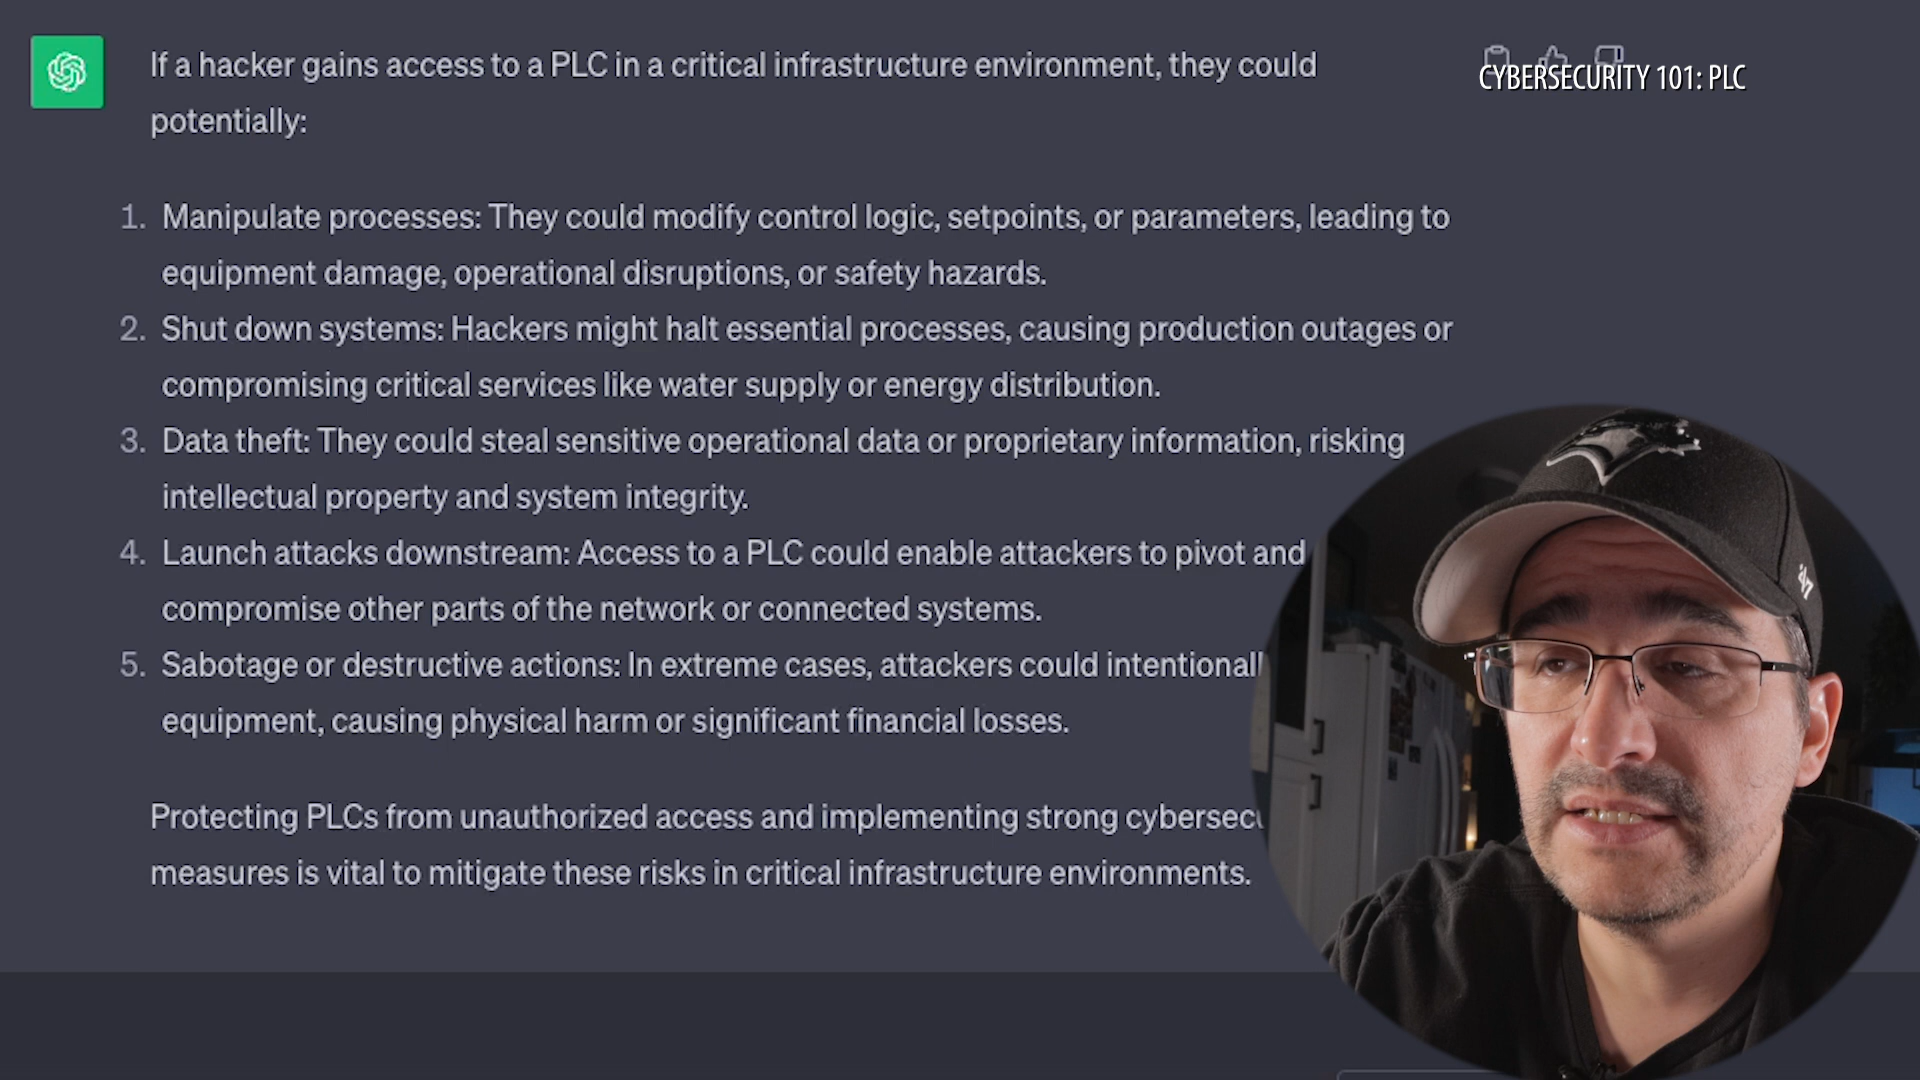 If a hacker gains access to a PLC in a critical infrastructure environment, they could
potentially:
CYBERSECURITY 101: PLC
1. Manipulate processes: They could modify control logic, setpoints, or parameters, leading to
equipment damage, operational disruptions, or safety hazards.
2. Shut down systems: Hackers might halt essential processes, causing production outages or
compromising critical services like water supply or energy distribution.
3. Data theft: They could steal sensitive operational data or proprietary information, risking
intellectual property and system integrity.
4. Launch attacks downstream: Access to a PLC could enable attackers to pivot and
compromise other parts of the network or connected systems.
5. Sabotage or destructive actions: In extreme cases, attackers could
equipment, causing physical harm or significant financial losses.
Protecting PLCs from unauthorized access and implementing strong
measures is vital to mitigate these risks in critical infrastructure environments.
'47